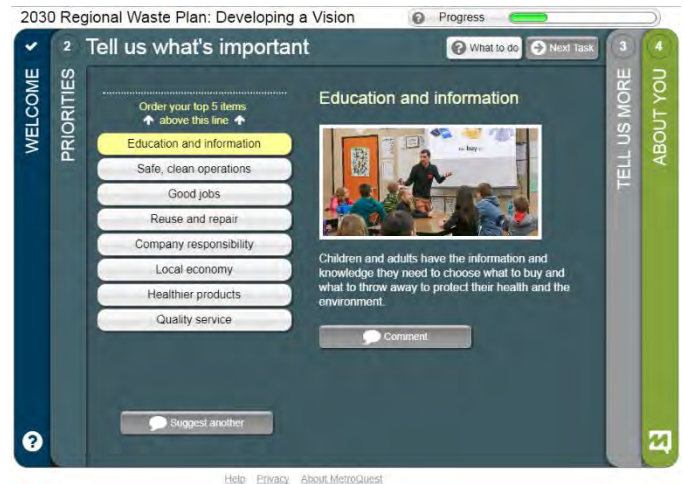 2030 Regional Waste Plan: Developing a Vision
? Progress
WELCOME
2 Tell us what's important
? What to do
Next Task
PRIORITIES
Order your top 5 items
above this line
Education and information
Safe, clean operations
Good jobs
Reuse and repair
Company responsibility
Local economy
Healthier products
Quality service
Suggest another
Education and information
buy
Children and adults have the information and
knowledge they need to choose what to buy and
what to throw away to protect their health and the
environment.
Comment
3
TELL US MORE
4
ABOUT YOU
?
Help Privacy About MetroQuest